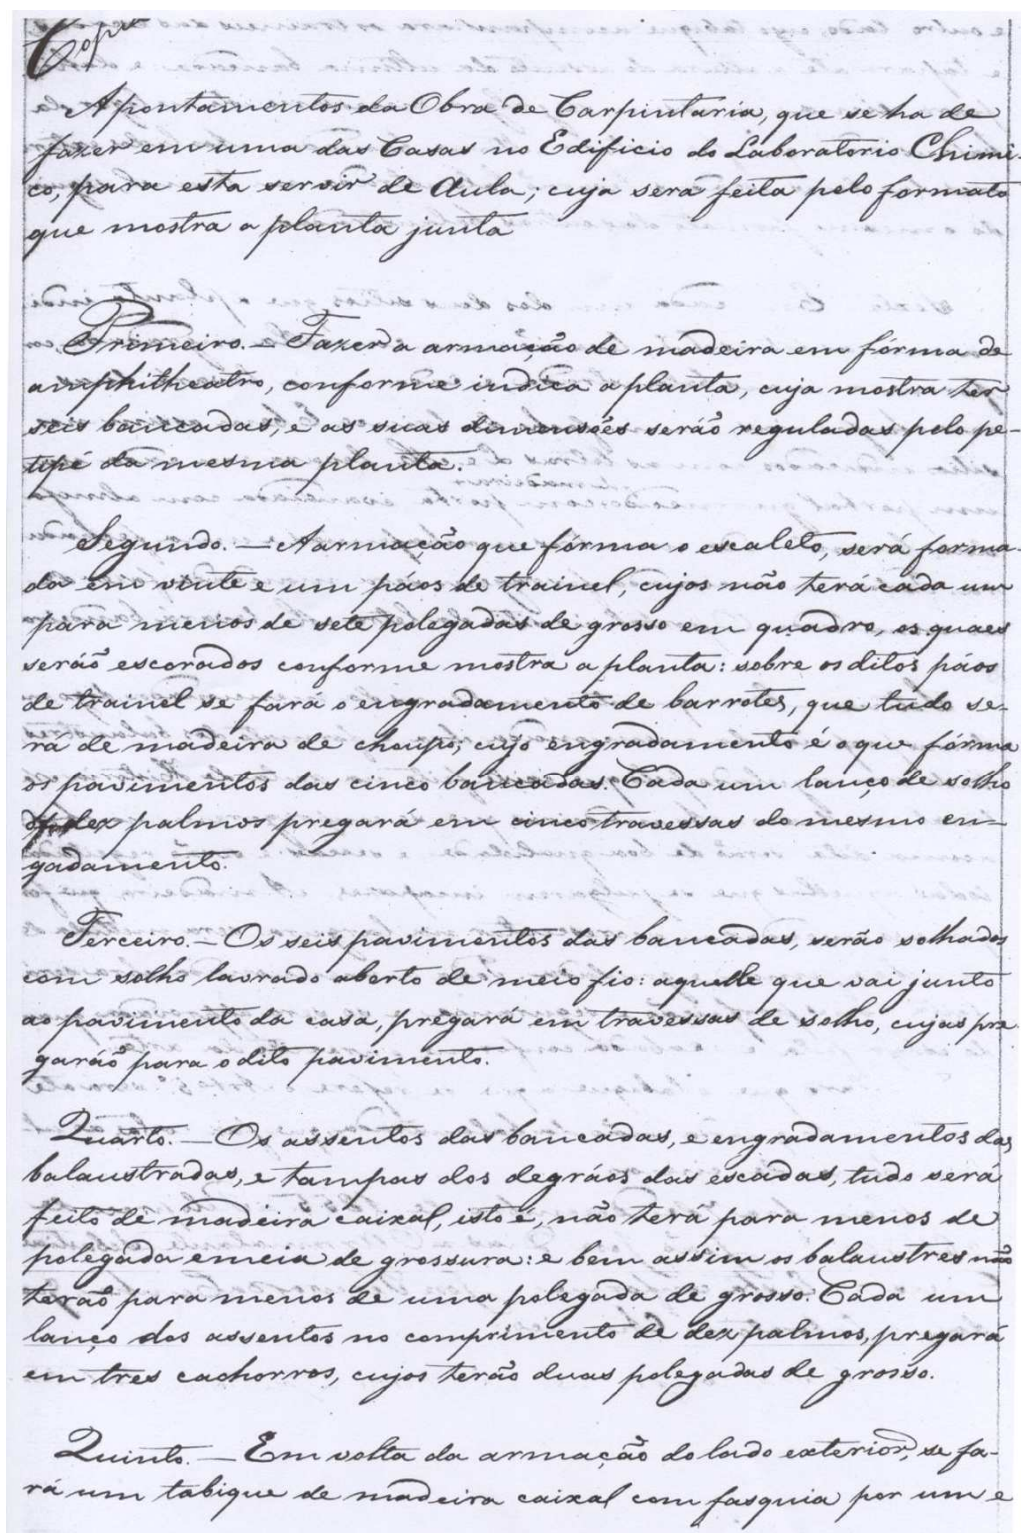 Copia
Apontamentos da Obra de Carpintaria, que se ha de
fazer em uma das Casas no Edificio do Laboratorio Chimi-
co, para esta servir de Aula; cuja será feita pelo formato
que mostra a planta junta
Primeiro. — Fazer a armação de madeira em fórma de
amphitheatro, conforme indica a planta, cuja mostra ter
seis bancadas, e as suas dimensões serão reguladas pelo pe-
tipé da mesma planta.
Segundo. — A armação que fórma o escaleto, será forma-
da em vinte e um páos de trainel, cujos não terá cada um
para menos de sete polegadas de grosso em quadro, os quaes
seráõ escorados conforme mostra a planta: sobre os ditos páos
de trainel se fará o engradamento de barrotes, que tudo se-
rá de madeira de choupo; cujo engradamento é o que fórma
os pavimentos das cinco bancadas. Cada um lanço de solho
dez palmos pregará em cinco travessas do mesmo en-
gadamento.
Terceiro. — Os seis pavimentos das bancadas, serão solhados
com solho lavrado aberto de meio fio: aquelle que vai junto
ao pavimento da casa, pregará em travessas de solho, cujas pre-
garáõ para o dito pavimento.
Quarto. — Os assentos das bancadas, e engradamentos das
balaustradas, e tampas dos degráos das escadas, tudo será
feito de madeira caixal, isto é, não terá para menos de
polegada e meia de grossura: e bem assim os balaustres não
terão para menos de uma polegada de grosso. Cada um
lanço dos assentos no comprimento de dez palmos, pregará
em tres cachorros, cujos terão duas polegadas de grosso.
Quinto. — Em volta da armação do lado exterior, se fa-
rá um tabique de madeira caixal com fasquia por um e